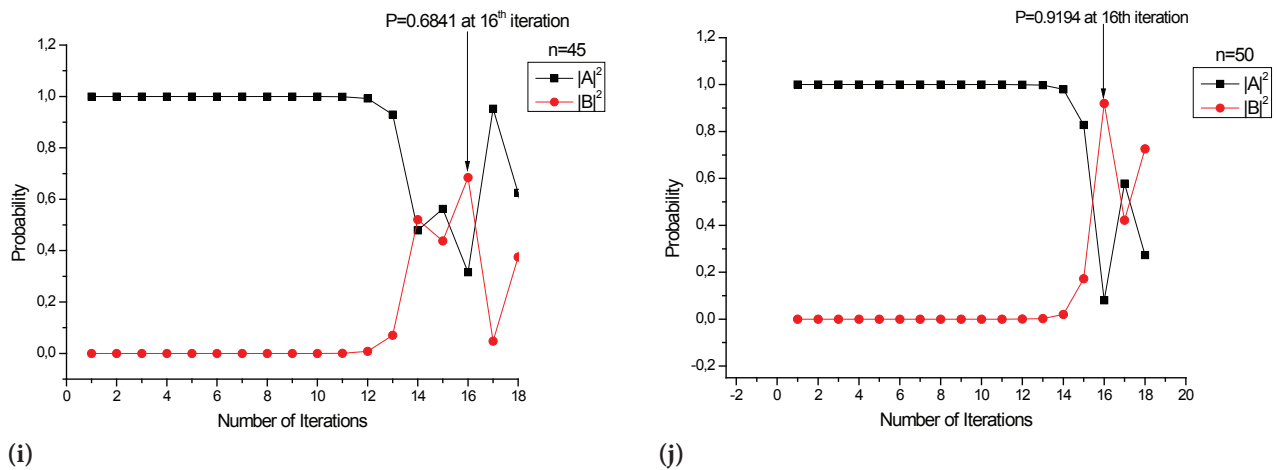 P=0.6841 at 16th iteration
n=45
|A|²
|B|²
1,2
1,0
0,8
0,6
0,4
0,2
0,0
Probability
0 2 4 6 8 10 12 14 16 18
Number of Iterations
(i)
P=0.9194 at 16th iteration
n=50
|A|²
|B|²
1,2
1,0
0,8
0,6
0,4
0,2
0,0
-0,2
Probability
-2 0 2 4 6 8 10 12 14 16 18 20
Number of Iterations
(j)